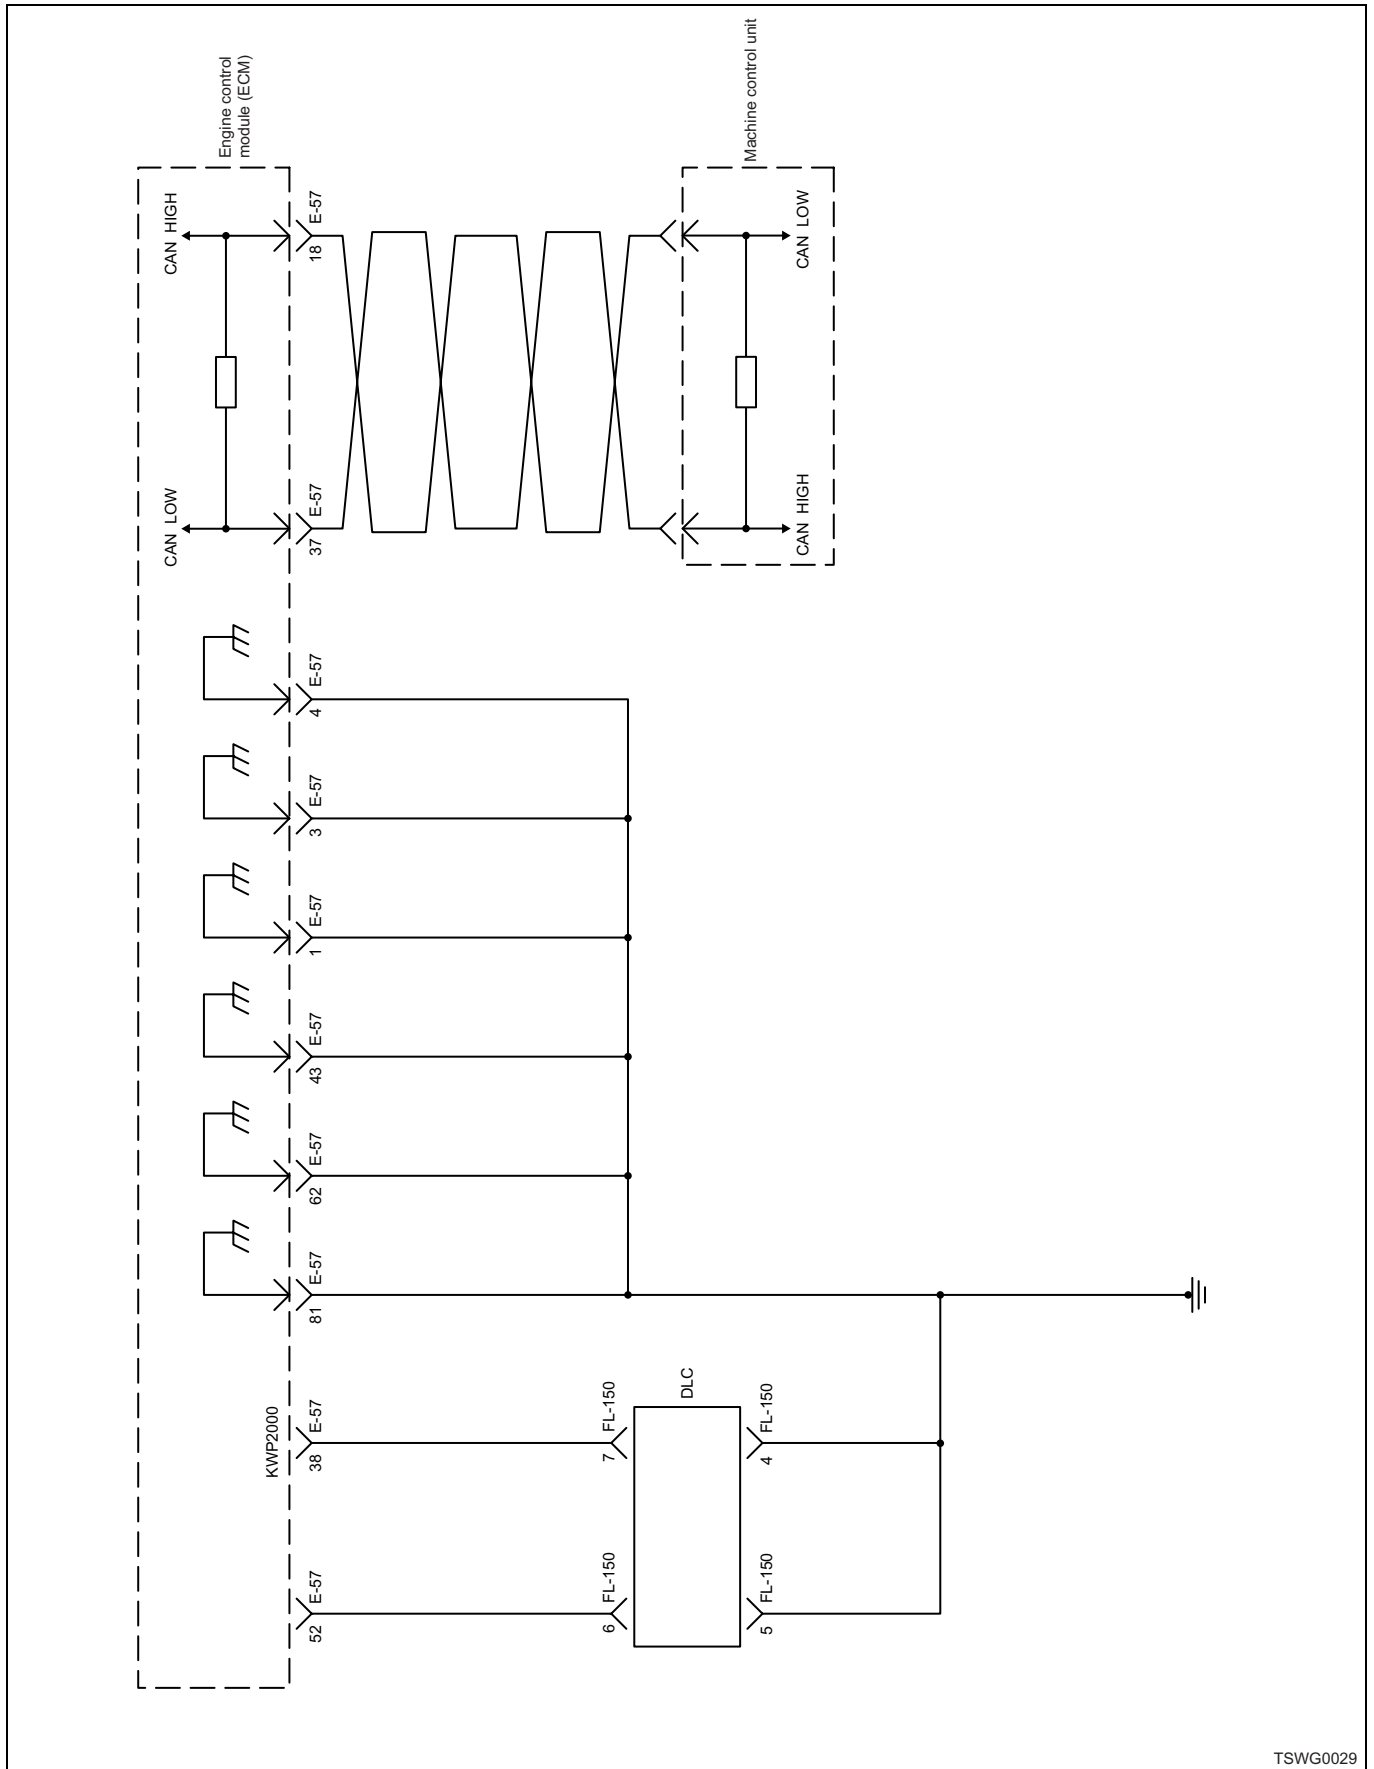 Engine control
module (ECM)
Machine control unit
CAN HIGH
18 E-57
CAN LOW
CAN LOW
37 E-57
CAN HIGH
4 E-57
3 E-57
1 E-57
43 E-57
62 E-57
81 E-57
KWP2000
38 E-57
7 FL-150
DLC
4 FL-150
52 E-57
6 FL-150
5 FL-150
TSWG0029